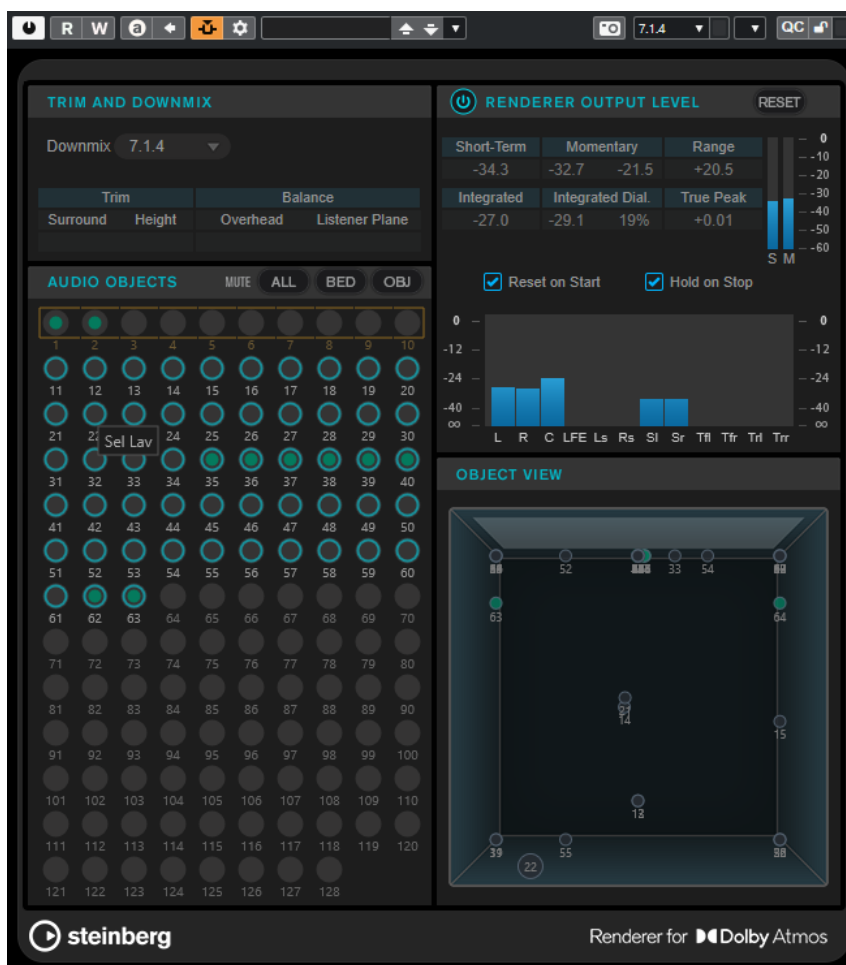 R W a 7.1.4 QC
TRIM AND DOWNMIX
Downmix 7.1.4
Trim Balance
Surround Height Overhead Listener Plane
AUDIO OBJECTS MUTE ALL BED OBJ
1 2 3 4 5 6 7 8 9 10
11 12 13 14 15 16 17 18 19 20
21 24 25 26 27 28 29 30
Sel Lav
31 32 33 34 35 36 37 38 39 40
41 42 43 44 45 46 47 48 49 50
51 52 53 54 55 56 57 58 59 60
61 62 63 64 65 66 67 68 69 70
71 72 73 74 75 76 77 78 79 80
81 82 83 84 85 86 87 88 89 90
91 92 93 94 95 96 97 98 99 100
101 102 103 104 105 106 107 108 109 110
111 112 113 114 115 116 117 118 119 120
121 122 123 124 125 126 127 128
RENDERER OUTPUT LEVEL RESET
Short-Term Momentary Range
-34.3 -32.7 -21.5 +20.5
Integrated Integrated Dial. True Peak
-27.0 -29.1 19% +0.01
0
-10
-20
-30
-40
-50
-60
S M
Reset on Start Hold on Stop
0 0
-12 -12
-24 -24
-40 -40
∞ ∞
L R C LFE Ls Rs Sl Sr Tfl Tfr Trl Trr
OBJECT VIEW
52 33 54
63 64
14
15
55
22
steinberg
Renderer for Dolby Atmos